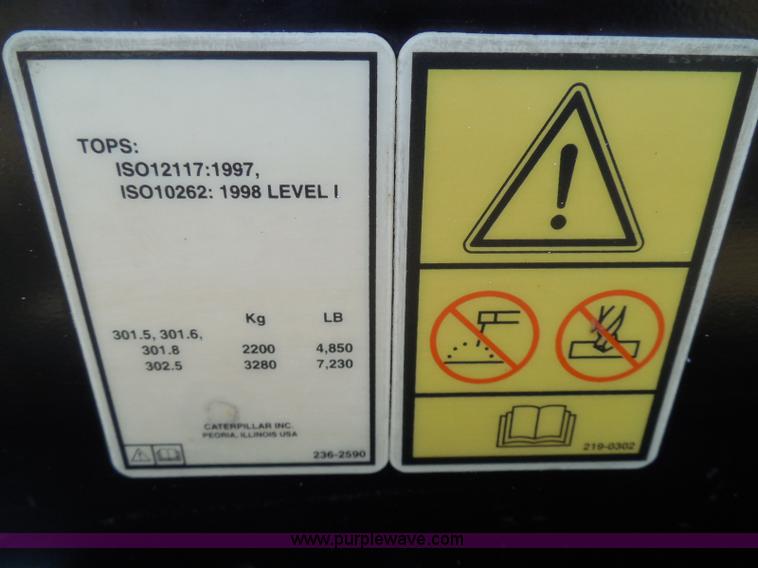 TOPS:
ISO12117:1997,
ISO10262: 1998 LEVEL I
Kg LB
301.5, 301.6,
301.8 2200 4,850
302.5 3280 7,230
CATERPILLAR INC.
PEORIA, ILLINOIS USA
236-2590
219-0302
www.purplewave.com